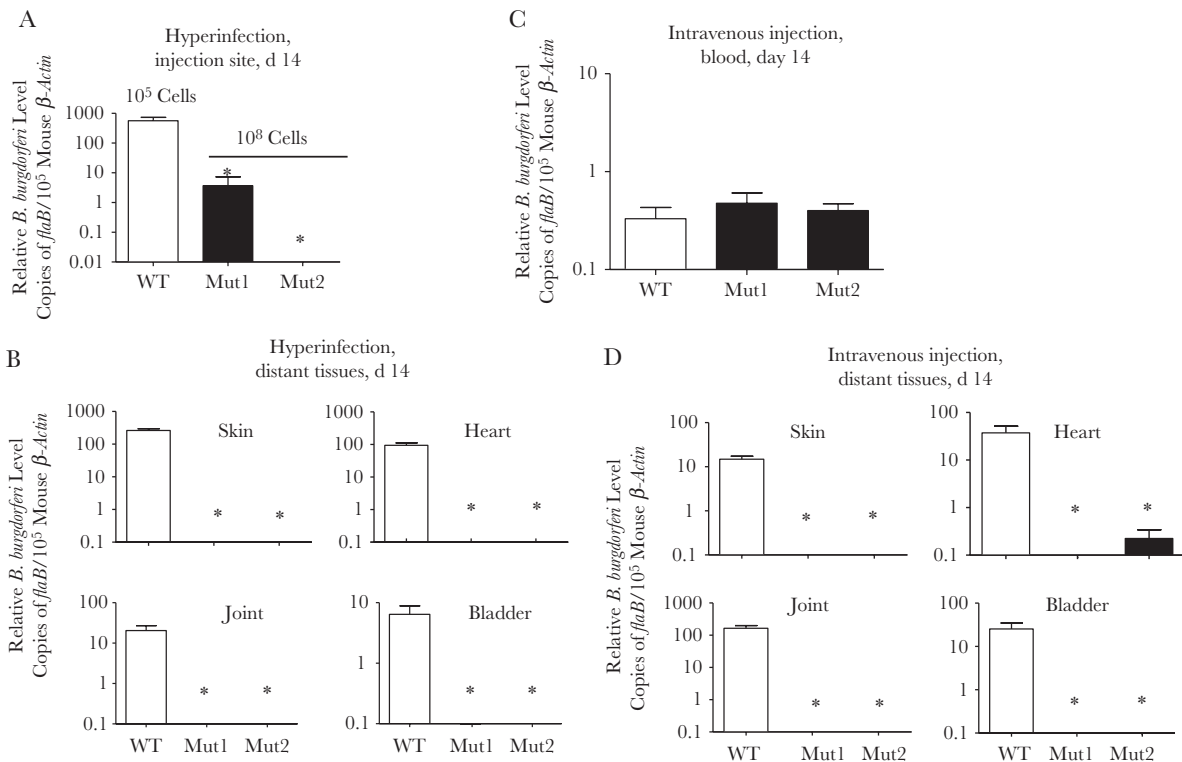 A
Hyperinfection,
injection site, d 14
Relative B. burgdorferi Level
Copies of flaB/10⁵ Mouse β-Actin
10⁵ Cells
10⁸ Cells
1000
100
10
1
0.1
0.01
*
*
WT Mut1 Mut2
C
Intravenous injection,
blood, day 14
Relative B. burgdorferi Level
Copies of flaB/10⁵ Mouse β-Actin
10
1
0.1
WT Mut1 Mut2
B
Hyperinfection,
distant tissues, d 14
Relative B. burgdorferi Level
Copies of flaB/10⁵ Mouse β-Actin
Skin
1000
100
10
1
0.1
* *
Heart
1000
100
10
1
0.1
* *
Joint
100
10
1
0.1
* *
WT Mut1 Mut2
Bladder
10
1
0.1
* *
WT Mut1 Mut2
D
Intravenous injection,
distant tissues, d 14
Relative B. burgdorferi Level
Copies of flaB/10⁵ Mouse β-Actin
Skin
100
10
1
0.1
* *
Heart
100
10
1
0.1
* *
Joint
1000
100
10
1
0.1
* *
WT Mut1 Mut2
Bladder
100
10
1
0.1
* *
WT Mut1 Mut2